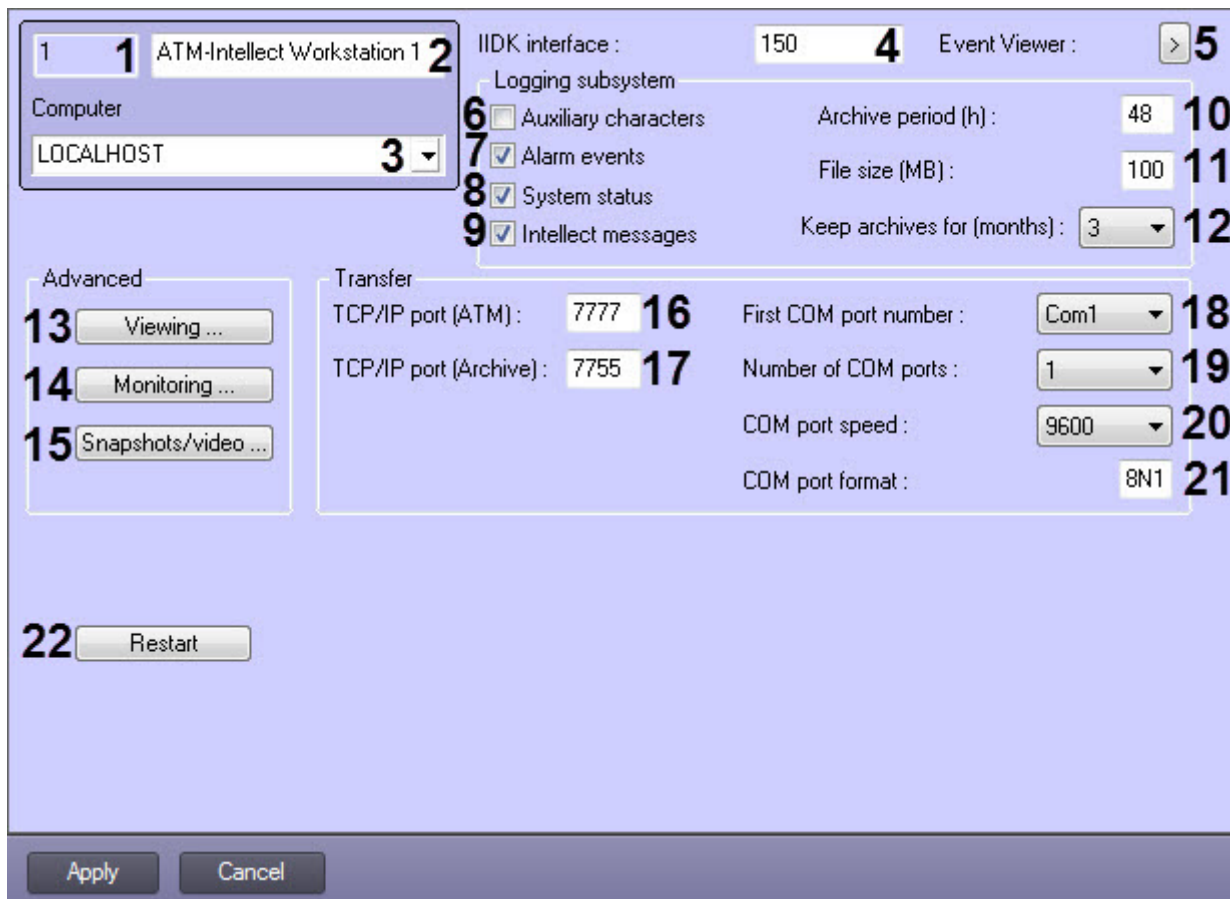 1 1 ATM-Intellect Workstation 1 2
Computer
LOCALHOST 3
IIDK interface : 150 4 Event Viewer : > 5
Logging subsystem
6 Auxiliary characters Archive period (h) : 48 10
7 Alarm events File size (MB) : 100 11
8 System status
9 Intellect messages Keep archives for (months) : 3 12
Advanced
13 Viewing ...
14 Monitoring ...
15 Snapshots/video ...
Transfer
TCP/IP port (ATM) : 7777 16 First COM port number : Com1 18
TCP/IP port (Archive) : 7755 17 Number of COM ports : 1 19
COM port speed : 9600 20
COM port format : 8N1 21
22 Restart
Apply Cancel